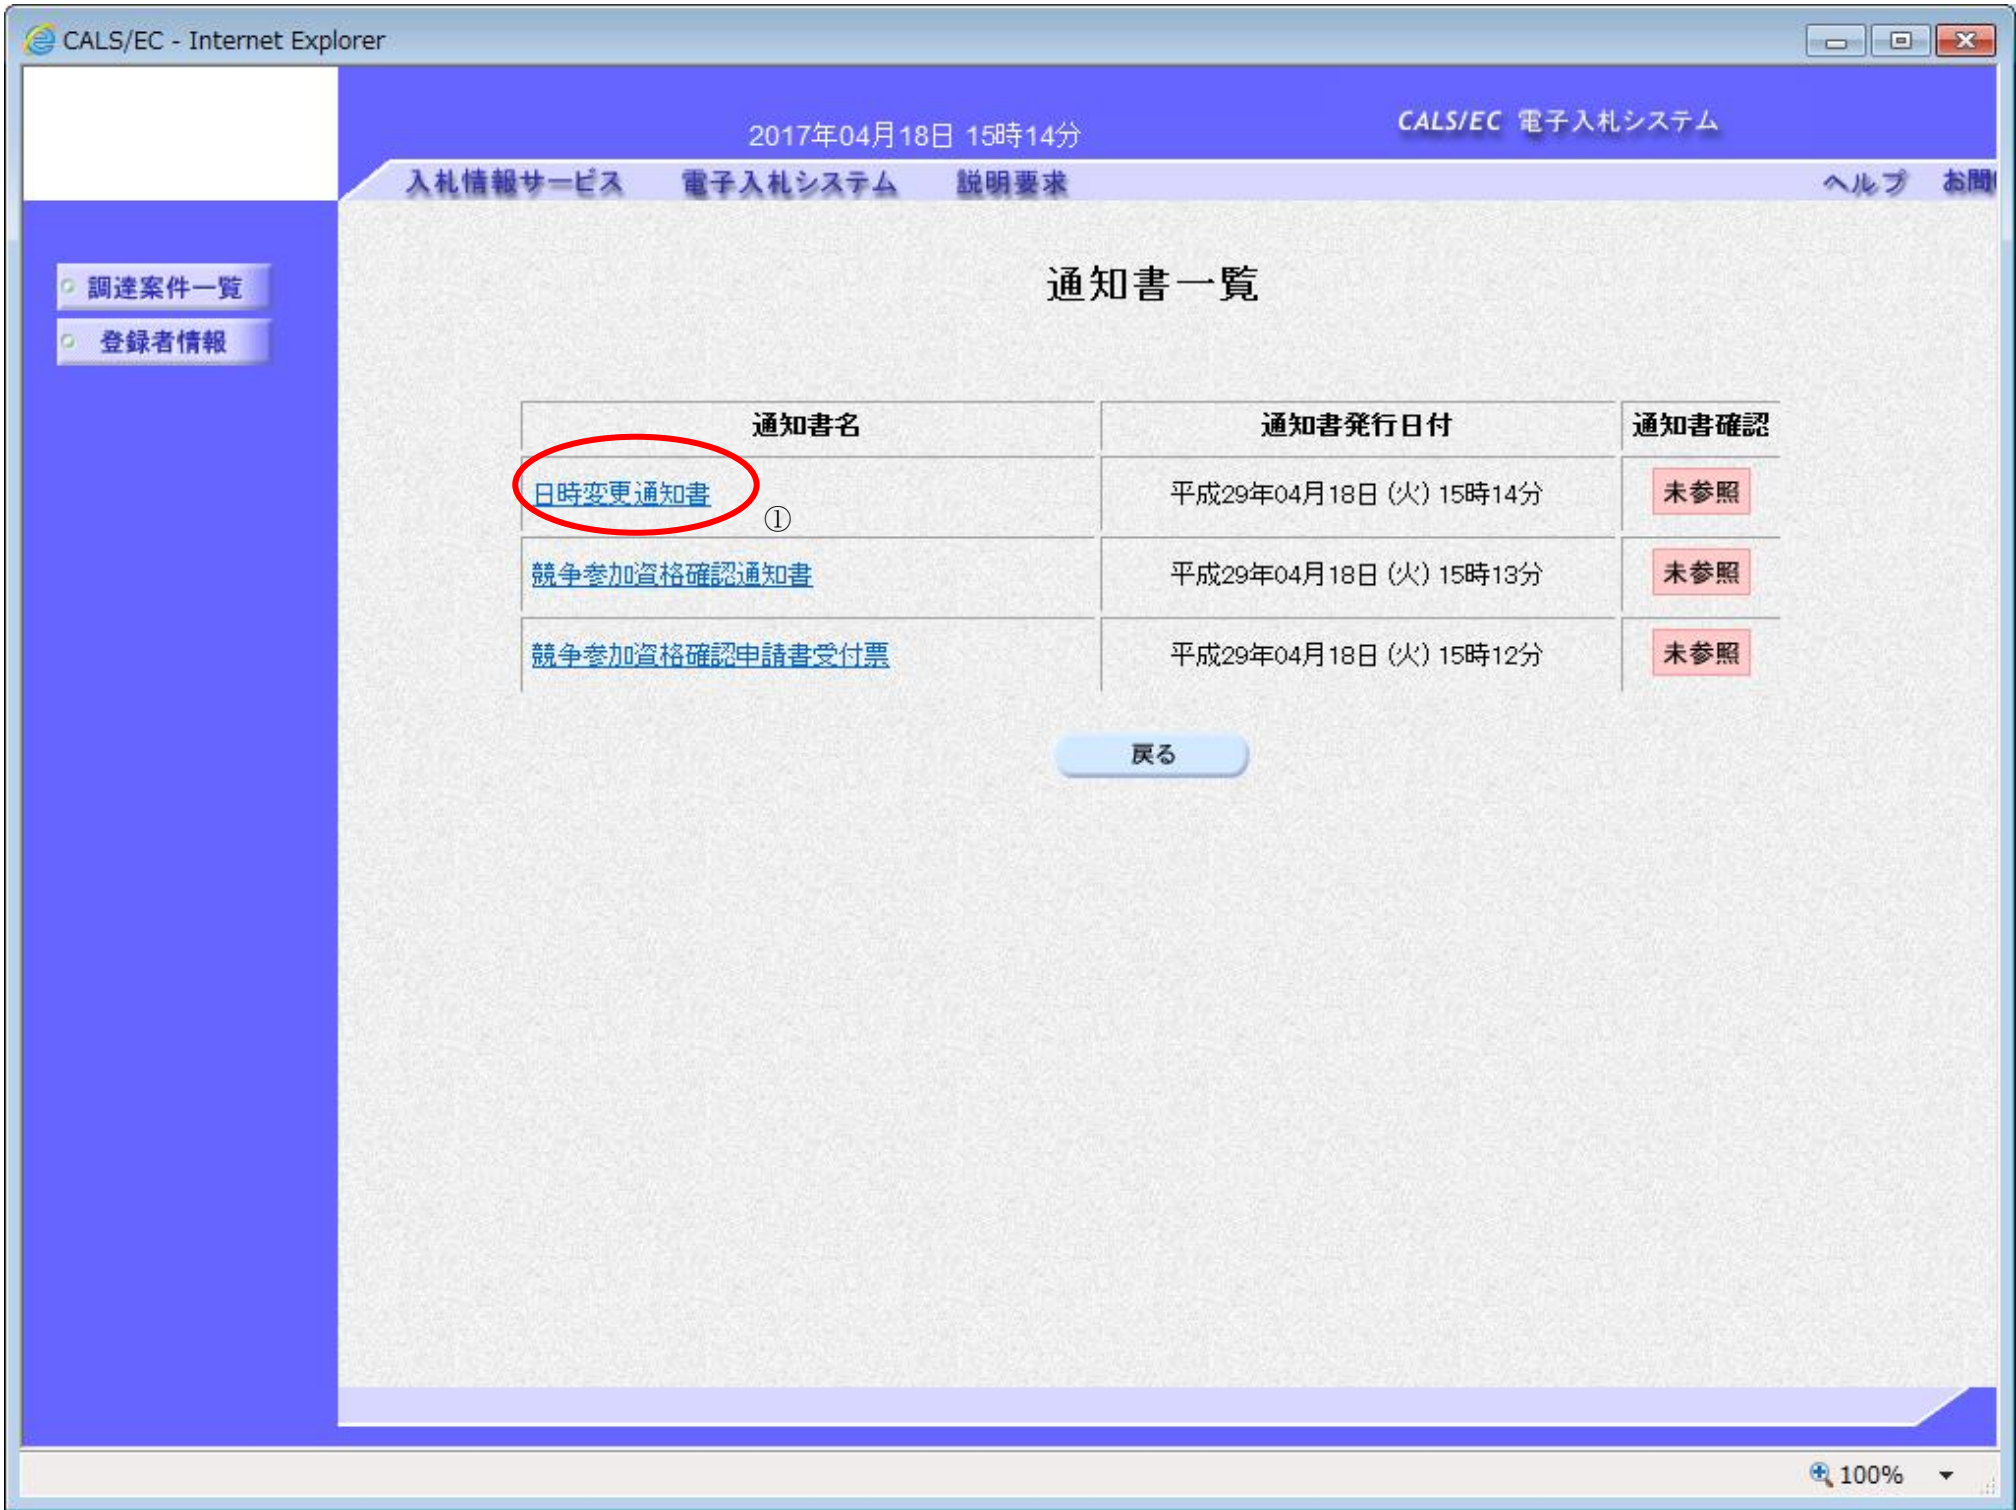 CALS/EC - Internet Explorer
2017年04月18日 15時14分
CALS/EC 電子入札システム
入札情報サービス 電子入札システム 説明要求 ヘルプ お問
調達案件一覧
登録者情報
通知書一覧
通知書名 通知書発行日付 通知書確認
日時変更通知書 ① 平成29年04月18日 (火) 15時14分 未参照
競争参加資格確認通知書 平成29年04月18日 (火) 15時13分 未参照
競争参加資格確認申請書受付票 平成29年04月18日 (火) 15時12分 未参照
戻る
100%